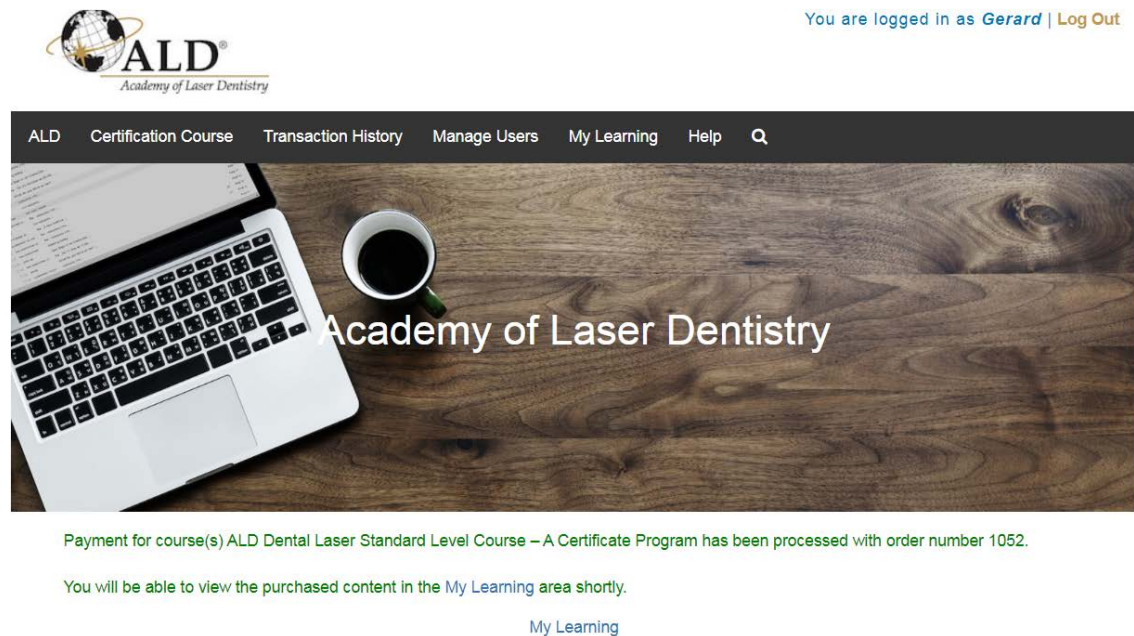 You are logged in as Gerard | Log Out
ALD®
Academy of Laser Dentistry
ALD Certification Course Transaction History Manage Users My Learning Help
Academy of Laser Dentistry
Payment for course(s) ALD Dental Laser Standard Level Course – A Certificate Program has been processed with order number 1052.
You will be able to view the purchased content in the My Learning area shortly.
My Learning